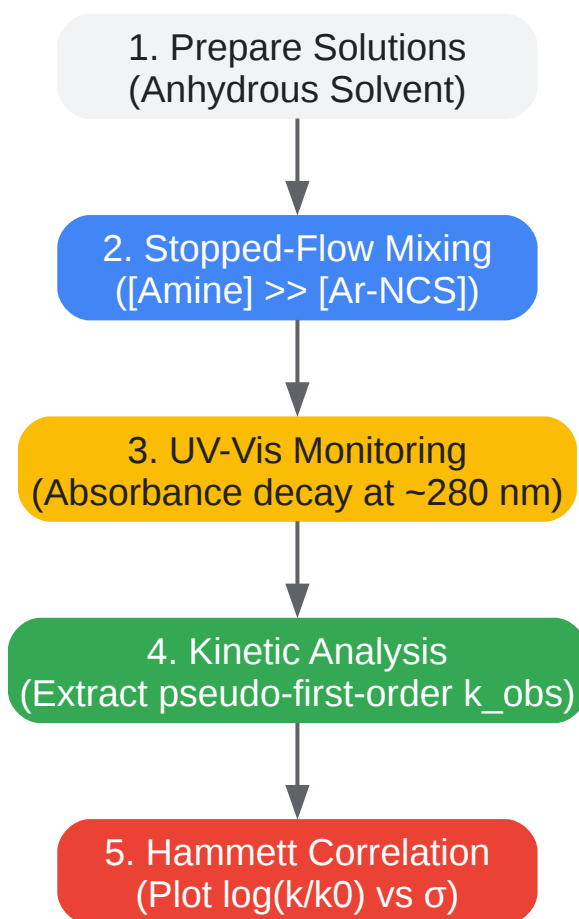 1. Prepare Solutions
(Anhydrous Solvent)
2. Stopped-Flow Mixing
([Amine] >> [Ar-NCS])
3. UV-Vis Monitoring
(Absorbance decay at ~280 nm)
4. Kinetic Analysis
(Extract pseudo-first-order k_obs)
5. Hammett Correlation
(Plot log(k/k0) vs σ)